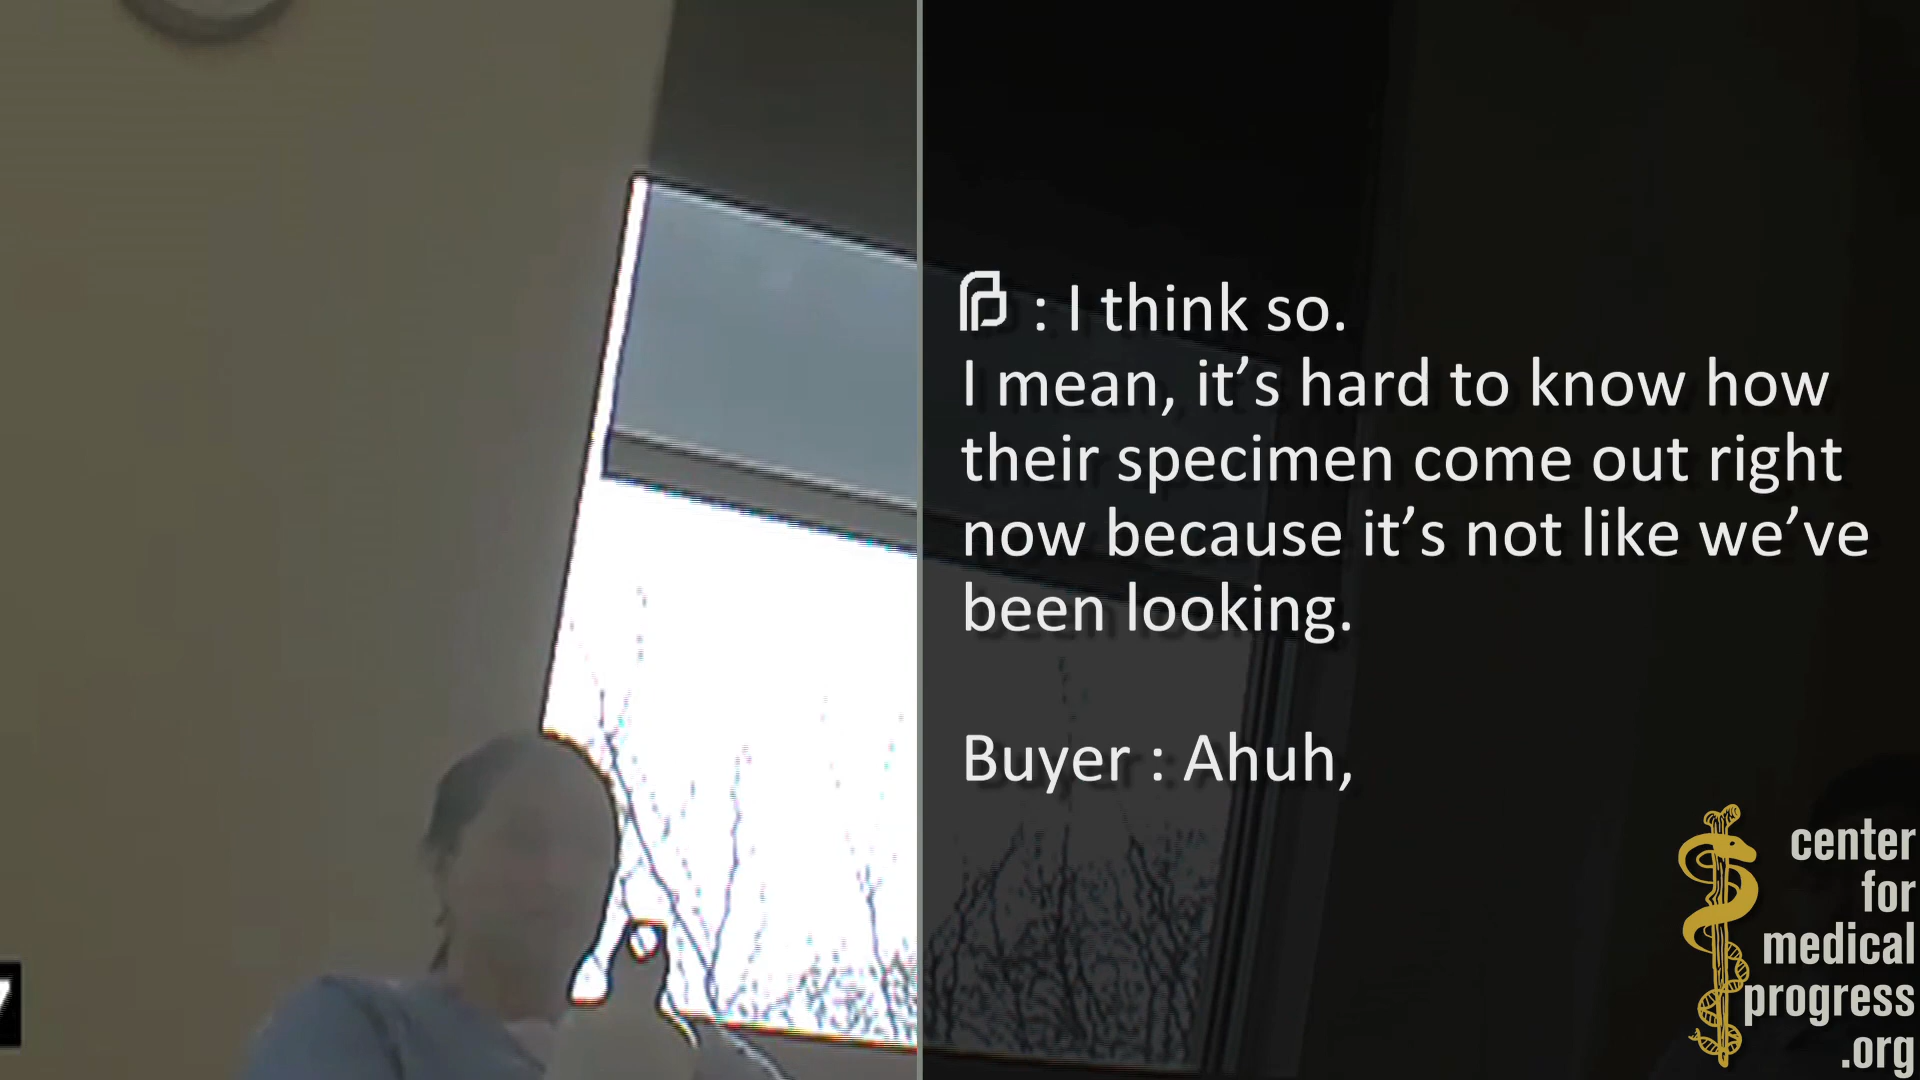 : I think so.
I mean, it’s hard to know how
their specimen come out right
now because it’s not like we’ve
been looking.
Buyer : Ahuh,
center
for
medical
progress
.org